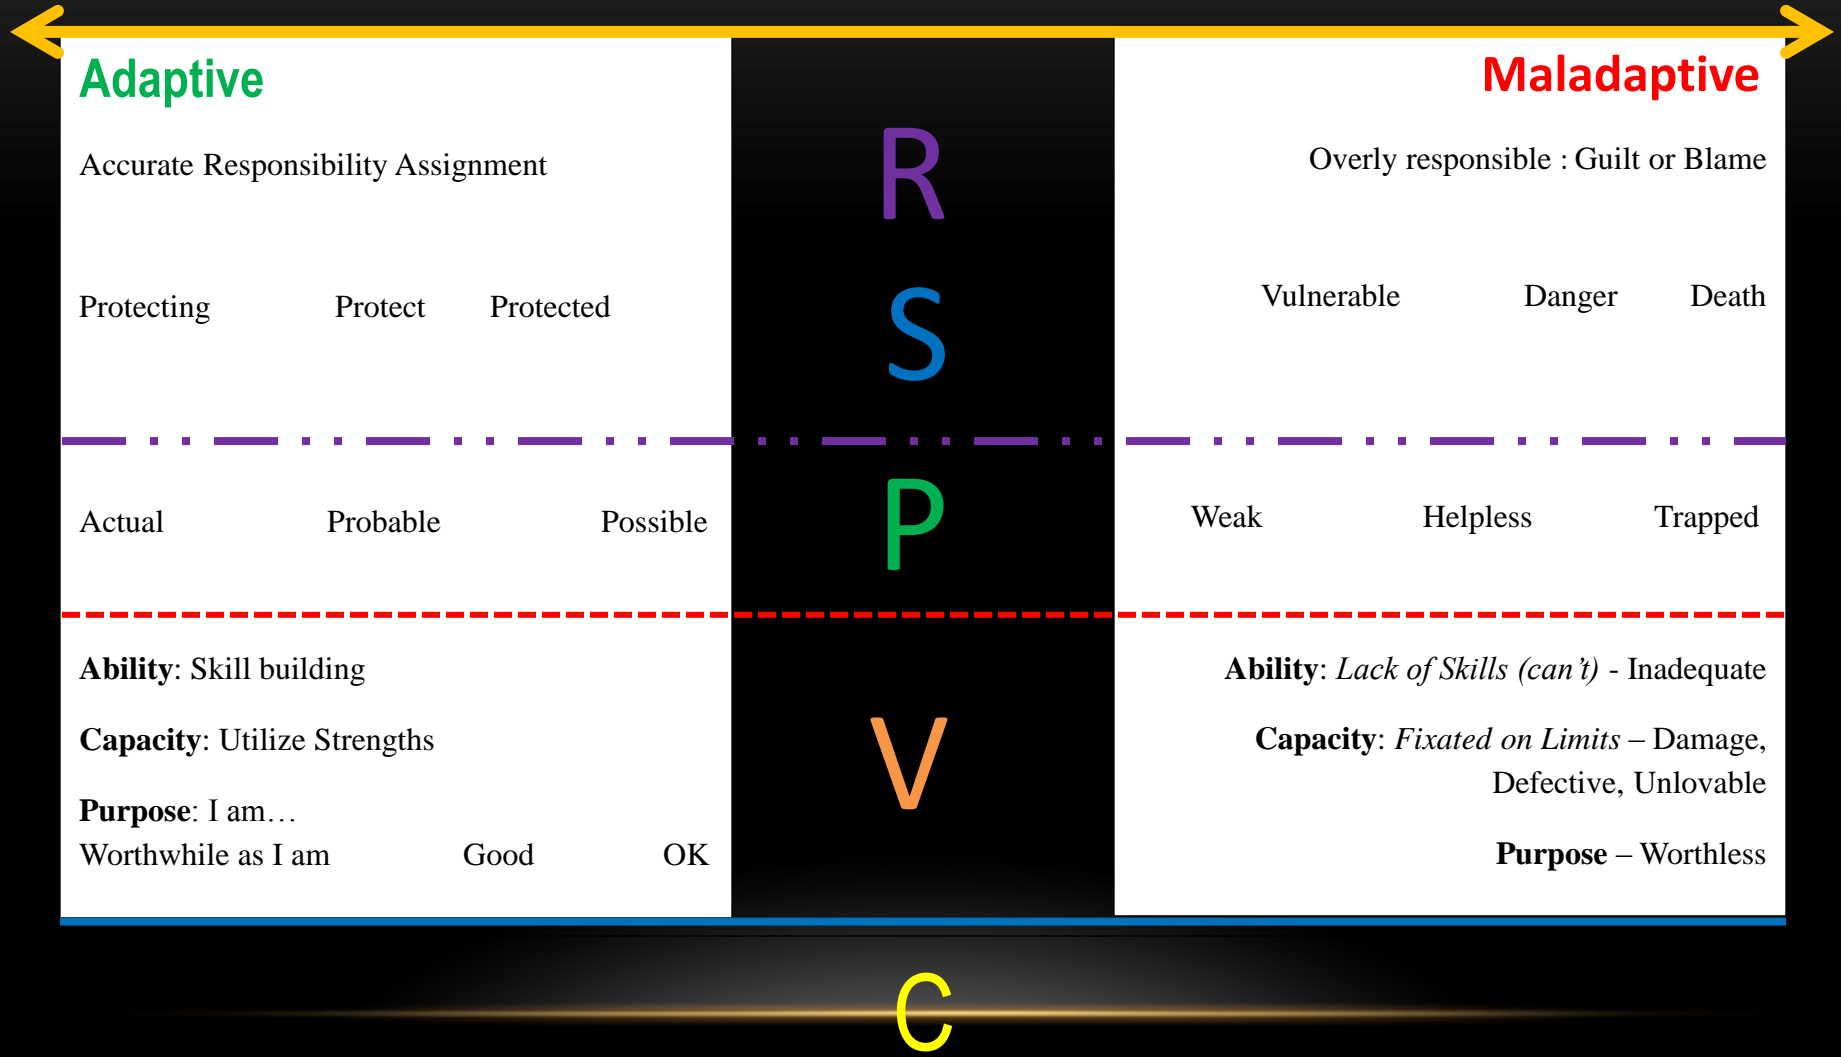 Adaptive
Maladaptive
Accurate Responsibility Assignment
R
Overly responsible : Guilt or Blame
Protecting Protect Protected
S
Vulnerable Danger Death
Actual Probable Possible
P
Weak Helpless Trapped
Ability: Skill building
Capacity: Utilize Strengths
Purpose: I am…
Worthwhile as I am Good OK
V
Ability: Lack of Skills (can't) - Inadequate
Capacity: Fixated on Limits – Damage,
Defective, Unlovable
Purpose – Worthless
C